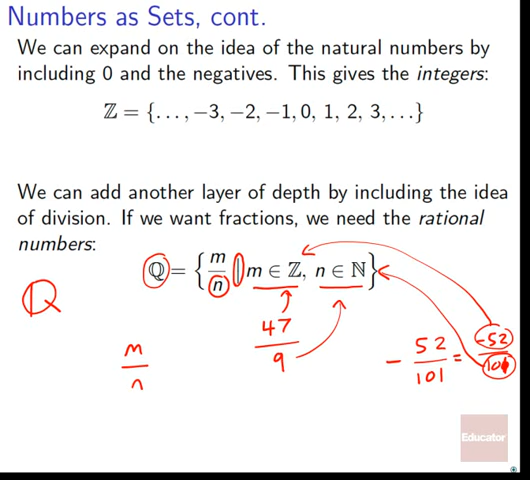 Numbers as Sets, cont.
We can expand on the idea of the natural numbers by
including 0 and the negatives. This gives the integers:
ℤ = {…, −3, −2, −1, 0, 1, 2, 3, …}
We can add another layer of depth by including the idea
of division. If we want fractions, we need the rational
numbers:
ℚ = { m/n | m ∈ ℤ, n ∈ ℕ }
ℚ
47/9
m/n
− 52/101 = −52/101
Educator